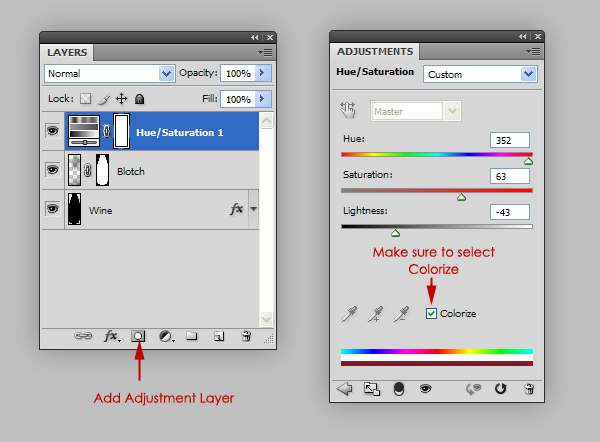 LAYERS
Normal
Opacity: 100%
Lock:
Fill: 100%
Hue/Saturation 1
Blotch
Wine
fx
fx
Add Adjustment Layer
ADJUSTMENTS
Hue/Saturation
Custom
Master
Hue:
352
Saturation:
63
Lightness:
-43
Make sure to select
Colorize
Colorize